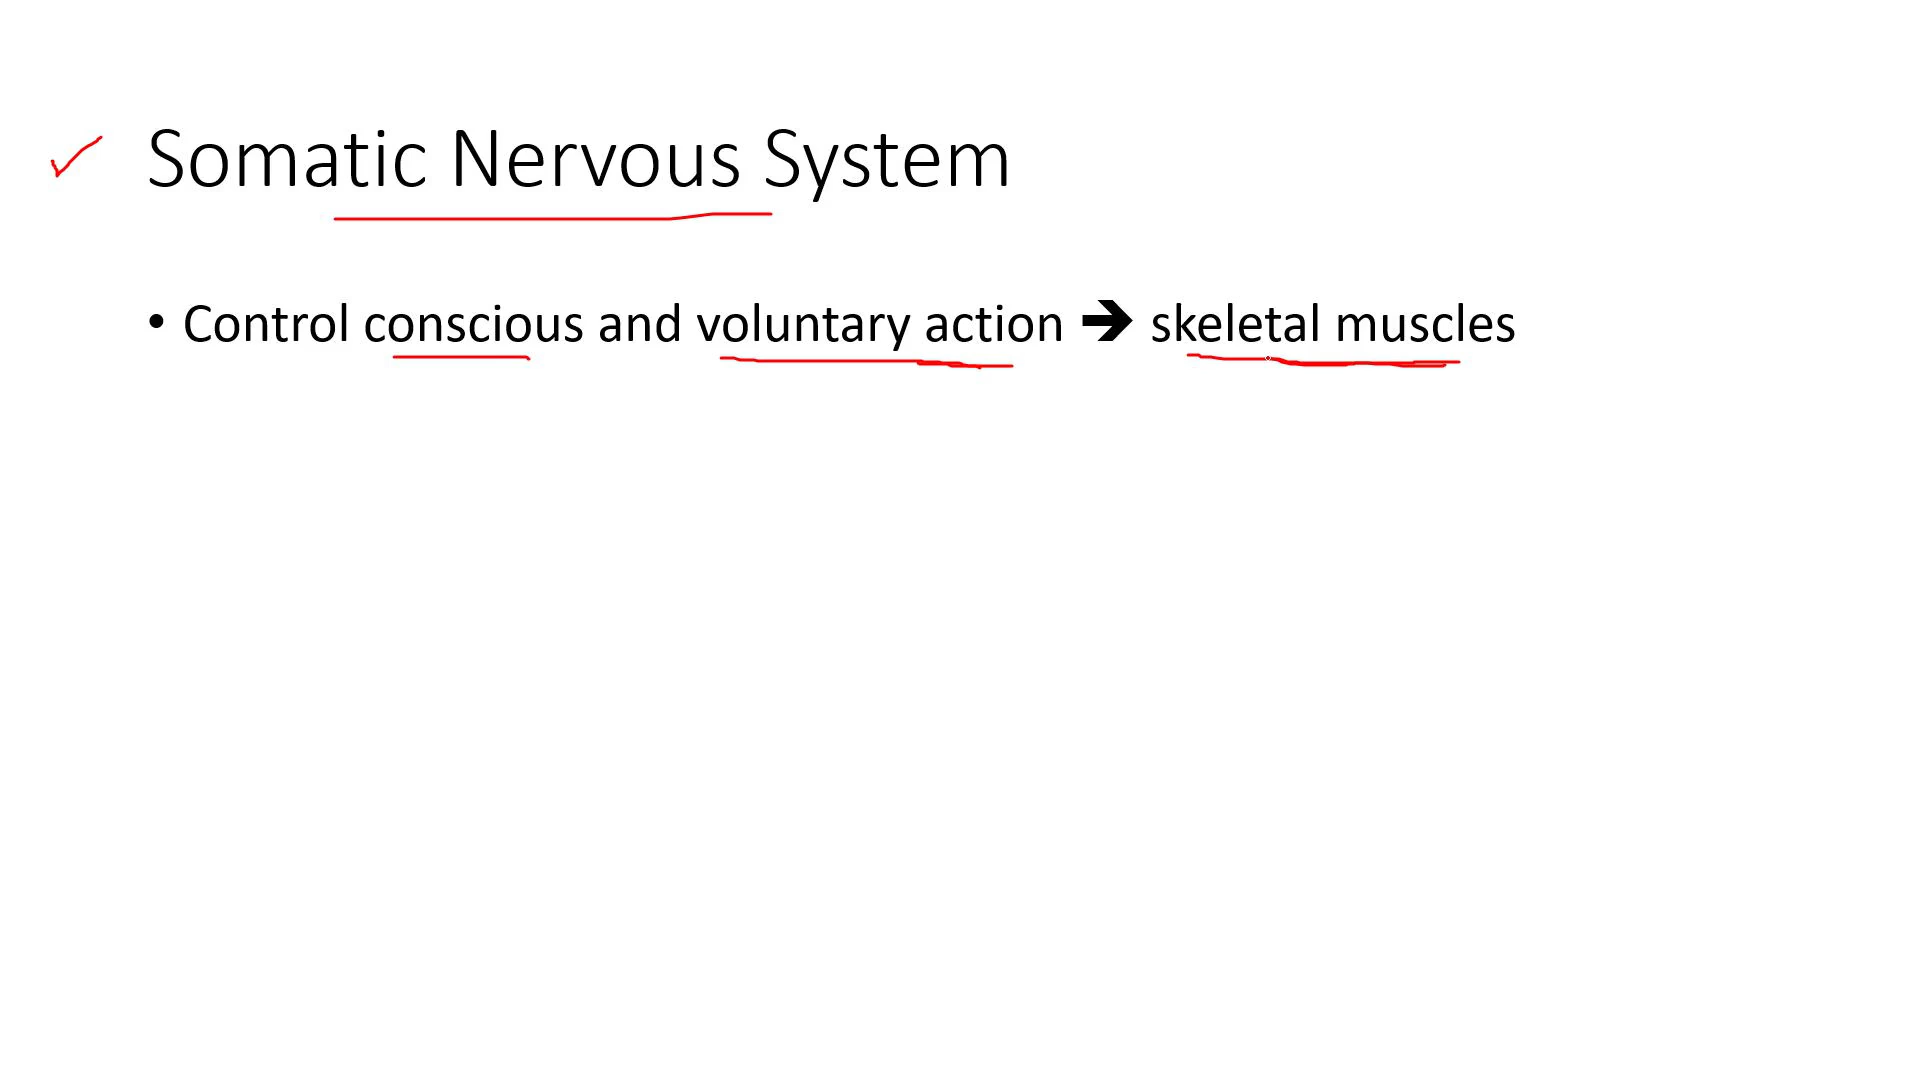 Somatic Nervous System
• Control conscious and voluntary action 🡺 skeletal muscles